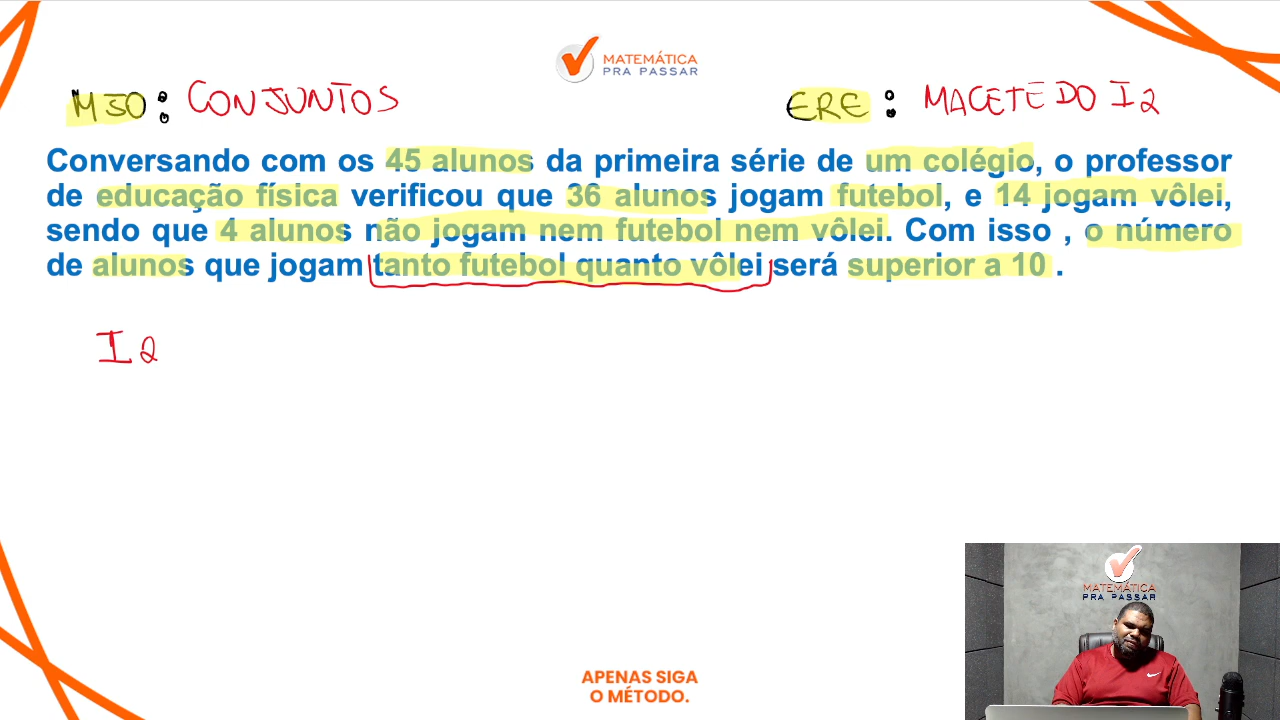 MATEMÁTICA
PRA PASSAR
MJO : CONJUNTOS
ERE : MACETE DO I2
Conversando com os 45 alunos da primeira série de um colégio, o professor
de educação física verificou que 36 alunos jogam futebol, e 14 jogam vôlei,
sendo que 4 alunos não jogam nem futebol nem vôlei. Com isso , o número
de alunos que jogam tanto futebol quanto vôlei será superior a 10 .
I2
MATEMÁTICA
PRA PASSAR
APENAS SIGA
O MÉTODO.